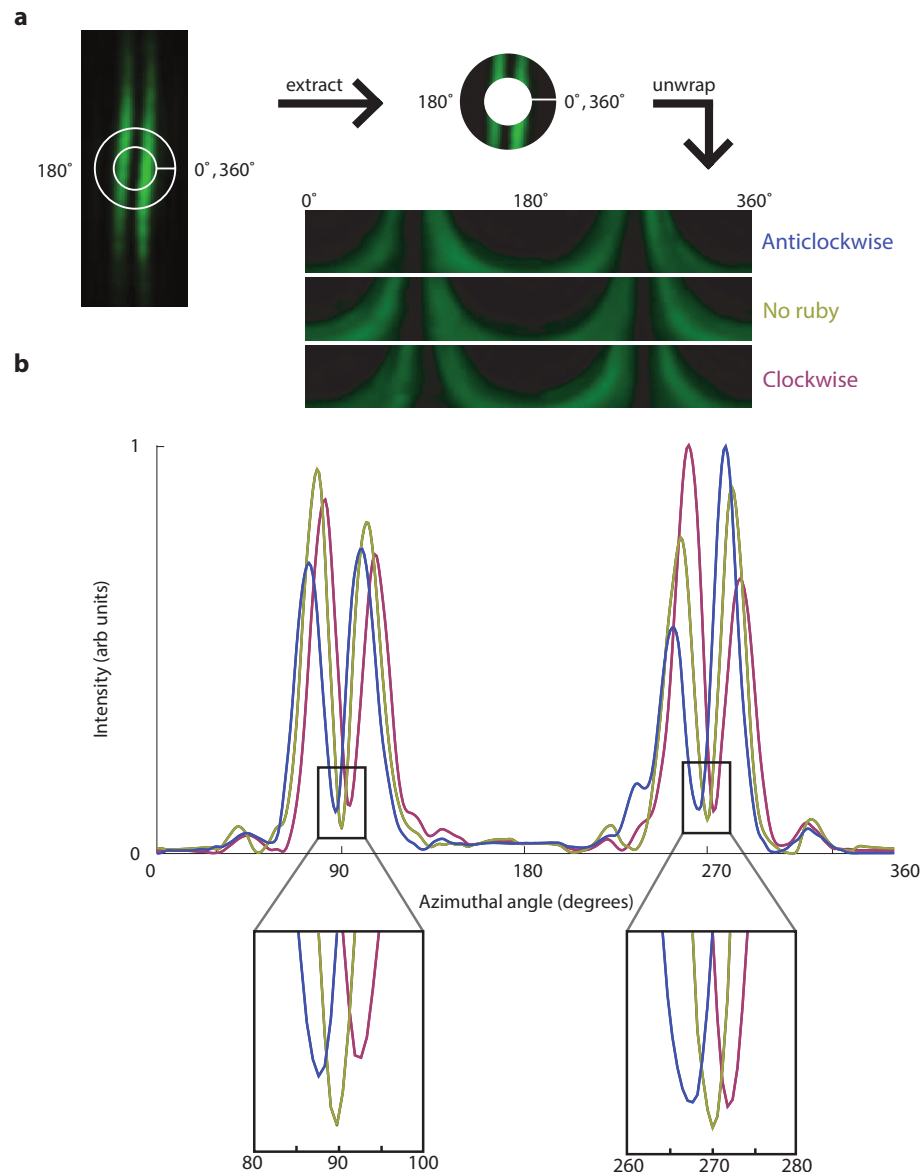 a
extract
unwrap
180˚
0˚, 360˚
180˚
0˚, 360˚
0˚
180˚
360˚
Anticlockwise
No ruby
Clockwise
b
1
Intensity (arb units)
0
0
90
180
270
360
Azimuthal angle (degrees)
80
90
100
260
270
280